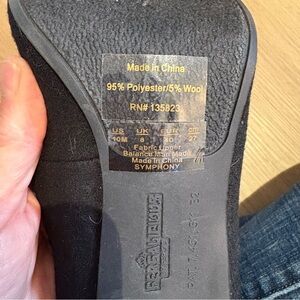 Made in China
95% Polyester/5% Wool
RN# 135823
US UK EUR cm
10M 8 40 27
Fabric Upper
Balance Man Made
Made in China
SYMPHONY